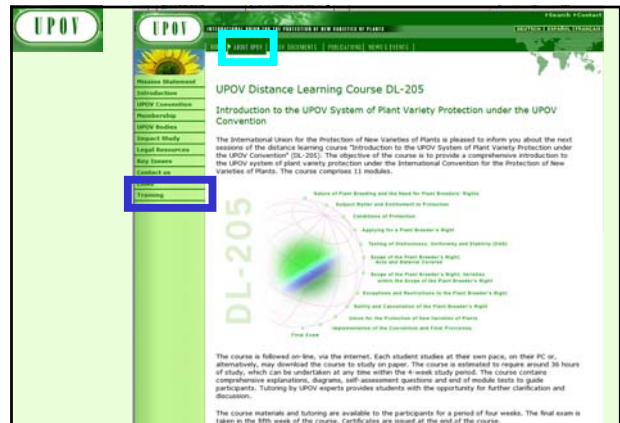 UPOV
UPOV
INTERNATIONAL UNION FOR THE PROTECTION OF NEW VARIETIES OF PLANTS
Search Contact
DEUTSCH ESPAÑOL FRANÇAIS
ABOUT UPOV DOCUMENTS PUBLICATIONS NEWS & EVENTS
Mission Statement
Introduction
UPOV Convention
Membership
UPOV Bodies
Impact Study
Legal Resources
Key Issues
Contact us
Training
UPOV Distance Learning Course DL-205
Introduction to the UPOV System of Plant Variety Protection under the UPOV
Convention
The International Union for the Protection of New Varieties of Plants is pleased to inform you about the next
sessions of the distance learning course "Introduction to the UPOV System of Plant Variety Protection under
the UPOV Convention" (DL-205). The objective of the course is to provide a comprehensive introduction to
the UPOV system of plant variety protection under the International Convention for the Protection of New
Varieties of Plants. The course comprises 11 modules.
DL-205
Nature of Plant Breeding and the Need for Plant Breeders' Rights
Subject Matter and Entitlement to Protection
Conditions of Protection
Applying for a Plant Breeder's Right
Testing of Distinctness, Uniformity and Stability (DUS)
Scope of the Plant Breeder's Right:
Acts and Material Covered
Scope of the Plant Breeder's Right: Varieties
within the Scope of the Plant Breeder's Right
Exceptions and Restrictions to the Plant Breeder's Right
Nullity and Cancellation of the Plant Breeder's Right
Union for the Protection of New Varieties of Plants
Implementation of the Convention and Final Provisions
Final Exam
The course is followed on-line, via the internet. Each student studies at their own pace, on their PC or,
alternatively, may download the course to study on paper. The course is estimated to require around 36 hours
of study, which can be undertaken at any time within the 4-week study period. The course contains
comprehensive explanations, diagrams, self-assessment questions and end of module tests to guide
participants. Tutoring by UPOV experts provides students with the opportunity for further clarification and
discussion.
The course materials and tutoring are available to the participants for a period of four weeks. The final exam is
taken in the fifth week of the course. Certificates are issued at the end of the course.